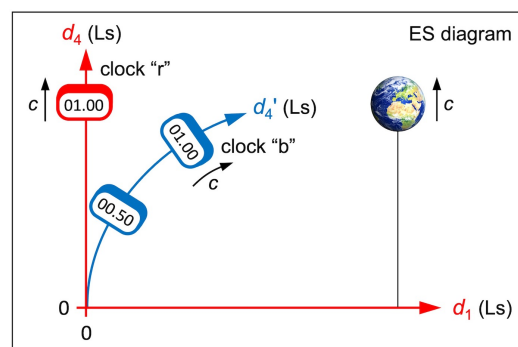 d₄ (Ls)
ES diagram
clock "r"
c
01.00
c
d₄' (Ls)
01.00
clock "b"
c
00.50
0
d₁ (Ls)
0